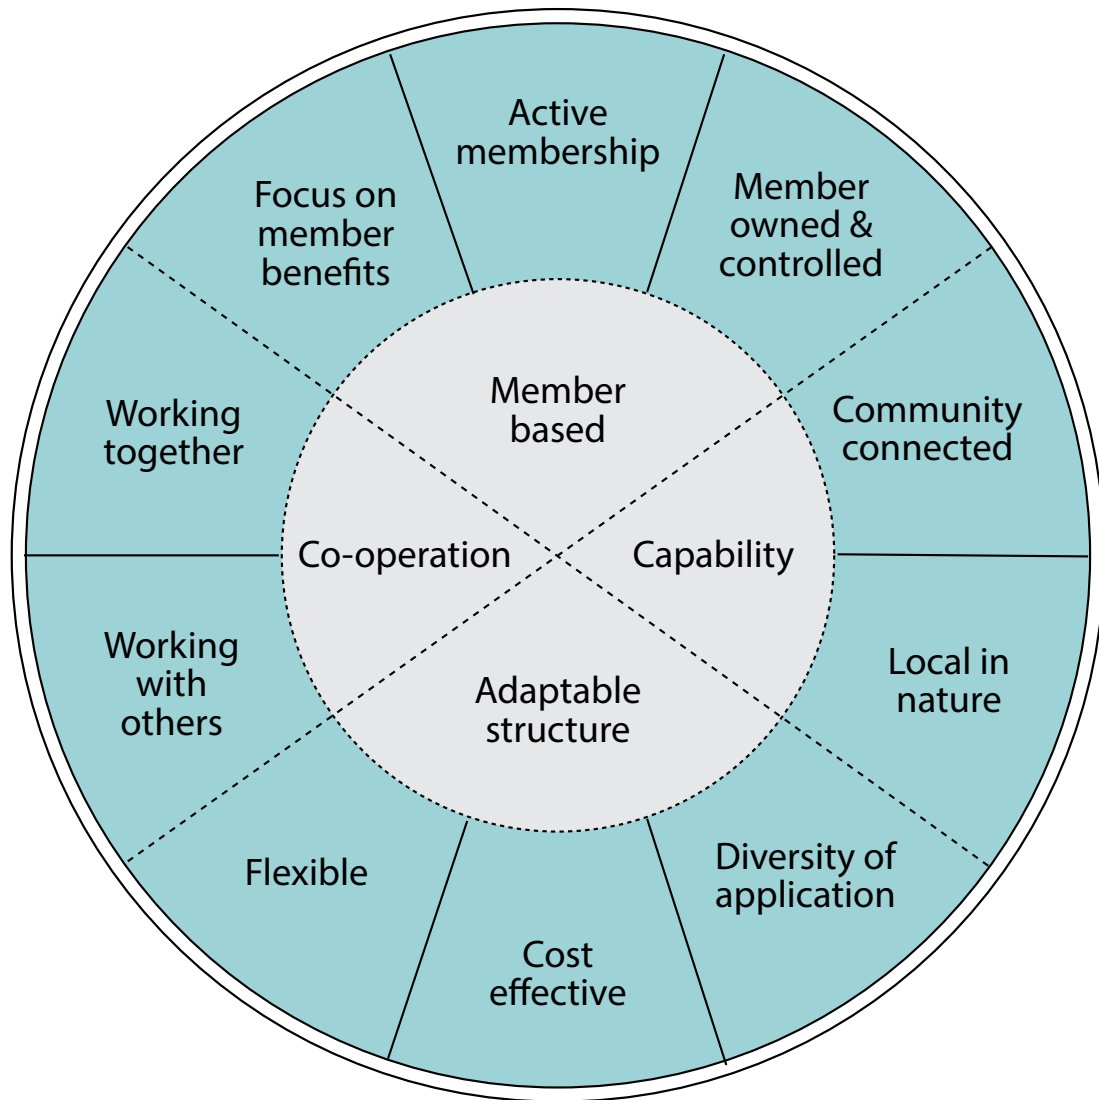 Active
membership
Member
owned &
controlled
Focus on
member
benefits
Community
connected
Working
together
Member
based
Co-operation
Capability
Adaptable
structure
Working
with
others
Local in
nature
Flexible
Diversity of
application
Cost
effective